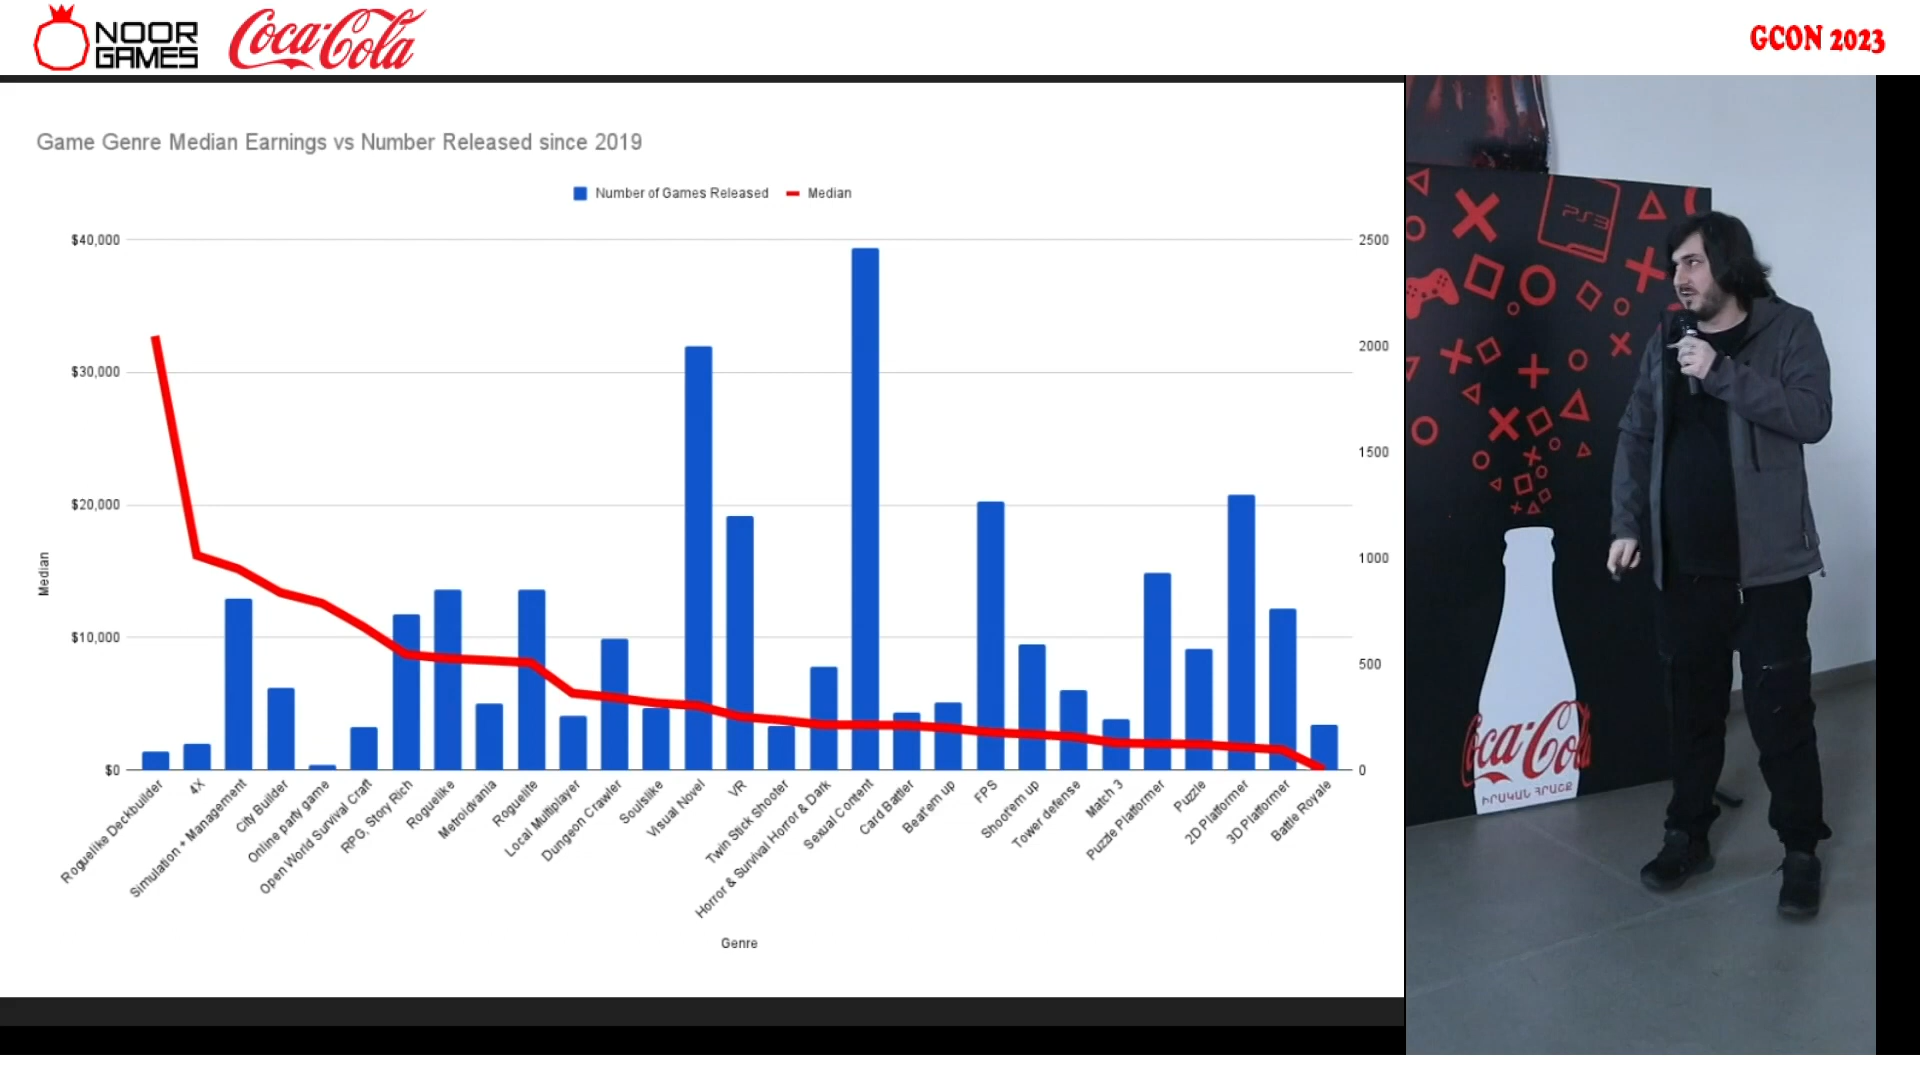 NOOR
GAMES
Coca-Cola
GCON 2023
Game Genre Median Earnings vs Number Released since 2019
Number of Games Released
Median
$40,000
$30,000
$20,000
$10,000
$0
2500
2000
1500
1000
500
0
Median
Roguelike Deckbuilder
4X
Simulation + Management
City Builder
Online party game
Open World Survival Craft
RPG, Story Rich
Roguelike
Metroidvania
Roguelite
Local Multiplayer
Dungeon Crawler
Soulslike
Visual Novel
VR
Twin Stick Shooter
Horror & Survival Horror & Dark
Sexual Content
Card Battler
Beat'em up
FPS
Shoot'em up
Tower defense
Match 3
Puzzle Platformer
Puzzle
2D Platformer
3D Platformer
Battle Royale
Genre
PS3
Coca-Cola
ԻՐԱԿԱՆ ՀՐԱՇՔ